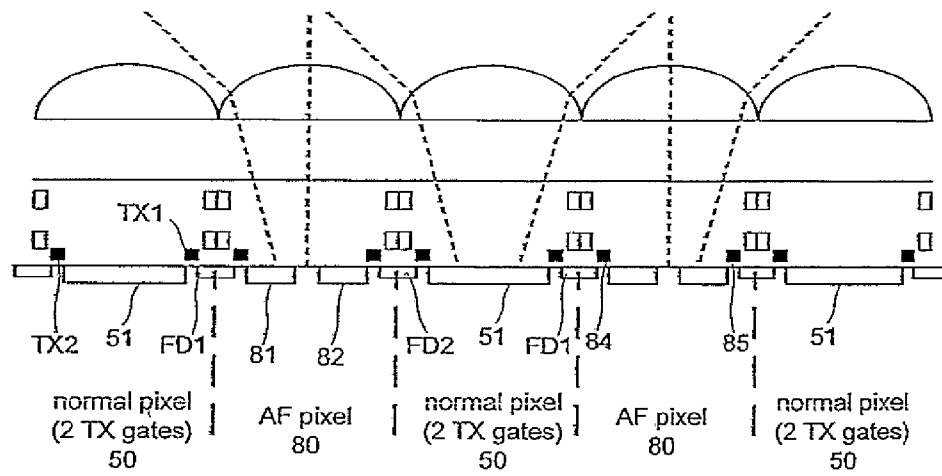 TX1
TX2
51
FD1
81
82
FD2
51
FD1
84
85
51
normal pixel
(2 TX gates)
50
AF pixel
80
normal pixel
(2 TX gates)
50
AF pixel
80
normal pixel
(2 TX gates)
50